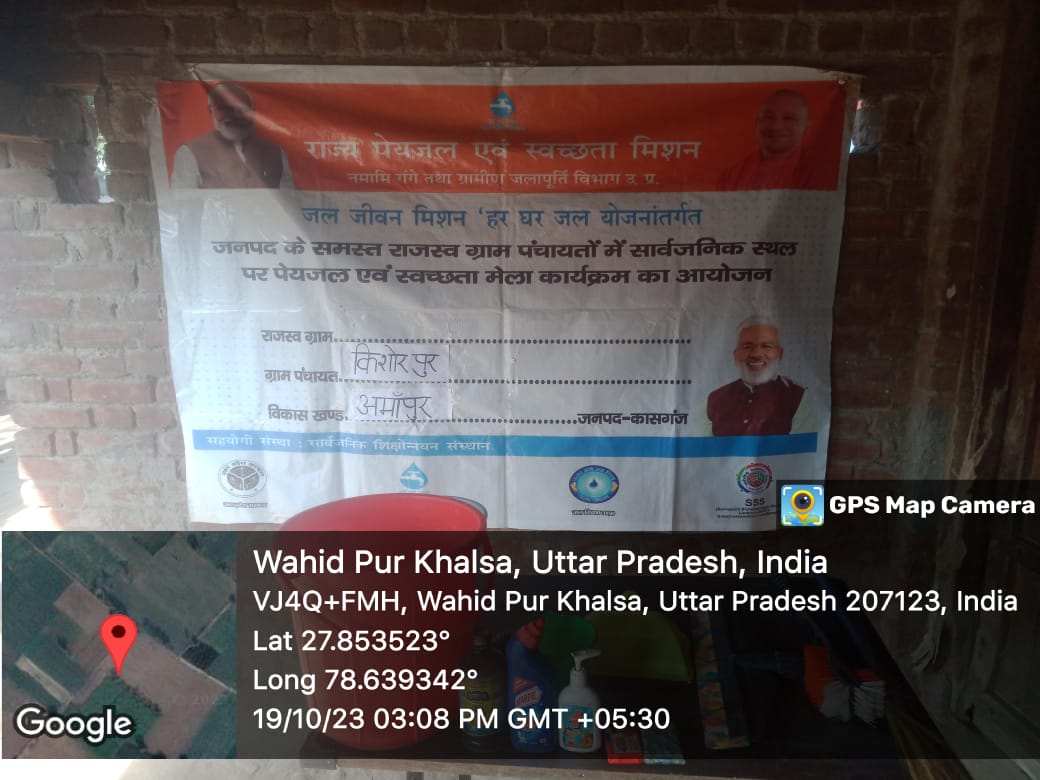 राज्य पेयजल एवं स्वच्छता मिशन
नमामि गंगे तथा ग्रामीण जलापूर्ति विभाग उ. प्र.
जल जीवन मिशन 'हर घर जल योजनांतर्गत
जनपद के समस्त राजस्व ग्राम पंचायतों में सार्वजनिक स्थल
पर पेयजल एवं स्वच्छता मेला कार्यक्रम का आयोजन
राजस्व ग्राम
ग्राम पंचायत किशोर पुर
विकास खण्ड अमाँपुर जनपद-कासगंज
सहयोगी संस्था : सार्वजनिक शिक्षोन्नयन संस्थान
SSS
GPS Map Camera
Wahid Pur Khalsa, Uttar Pradesh, India
VJ4Q+FMH, Wahid Pur Khalsa, Uttar Pradesh 207123, India
Lat 27.853523°
Long 78.639342°
19/10/23 03:08 PM GMT +05:30
Google
HARPIC